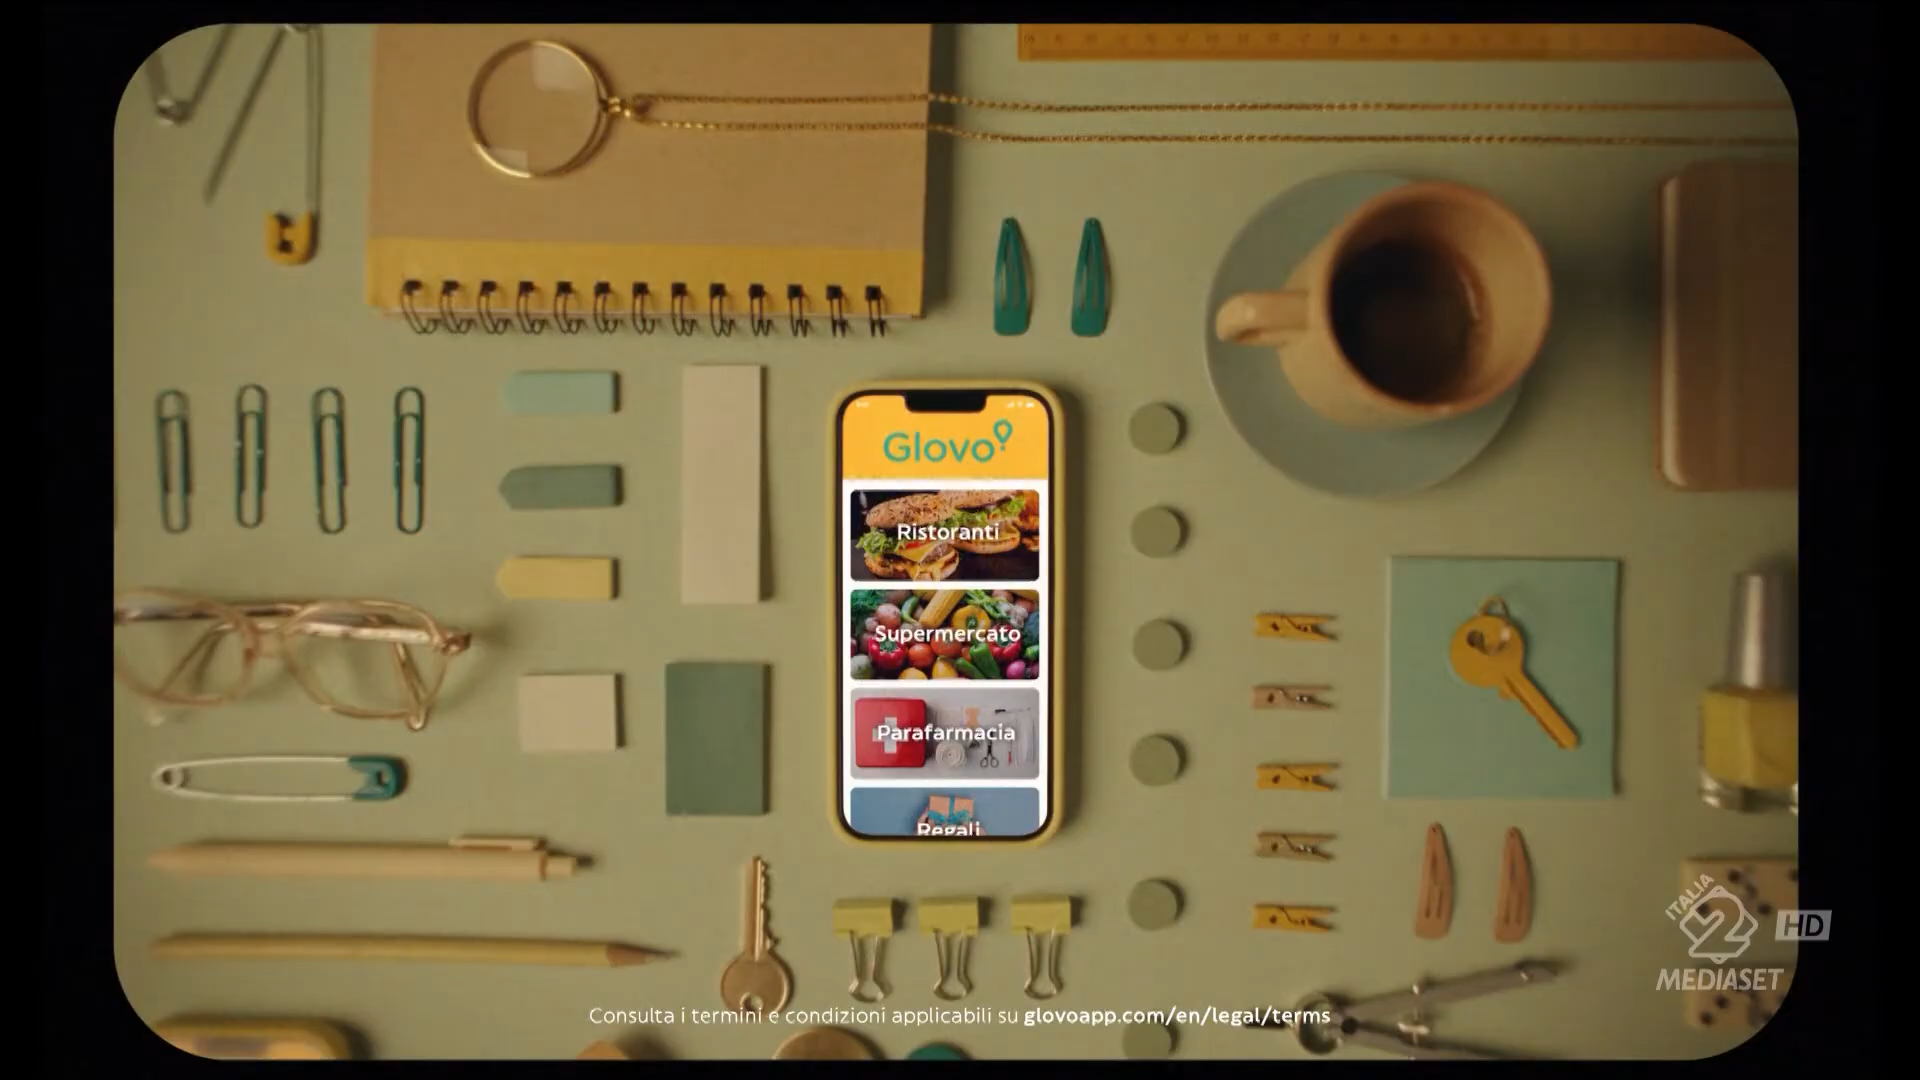 Glovo
Ristoranti
Supermercato
Parafarmacia
Regali
ITALIA
2
HD
MEDIASET
Consulta i termini e condizioni applicabili su glovoapp.com/en/legal/terms